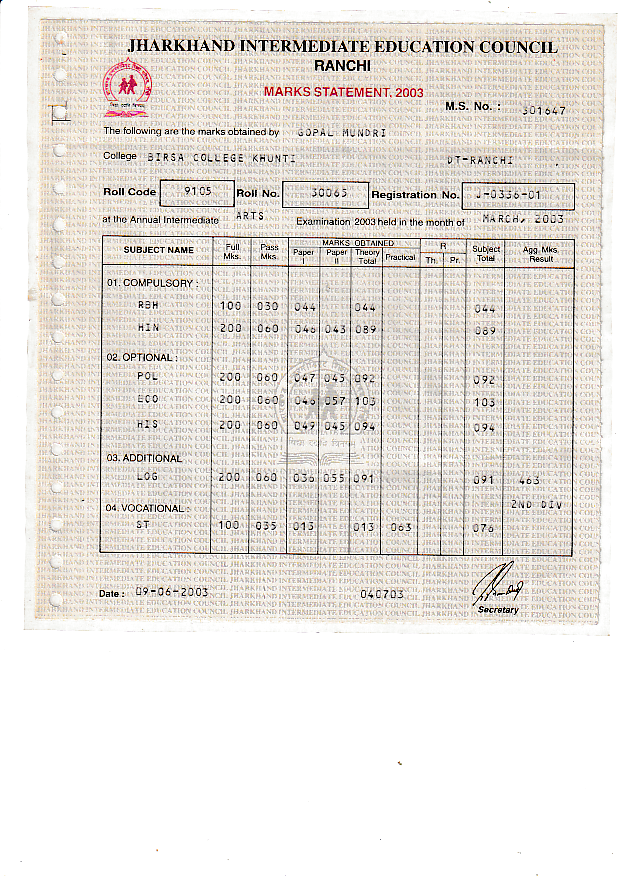 JHARKHAND INTERMEDIATE EDUCATION COUNCIL
RANCHI
MARKS STATEMENT. 2003
M.S. No. : 301647
The following are the marks obtained by GOPAL MUNDRI
College BIRSA COLLEGE KHUNTI DT-RANCHI
Roll Code 9105 Roll No. 30065 Registration No. J-0336-01
at the Annual Intermediate ARTS Examination 2003 held in the month of MARCH, 2003
SUBJECT NAME Full Mks. Pass Mks. MARKS OBTAINED Paper I Paper II Theory Total Practical R Th. Pr. Subject Total Agg. Mks. Result
01. COMPULSORY :
RBH 100 030 044 044 044
HIN 200 060 046 043 089 089
02. OPTIONAL :
POL 200 060 047 045 092 092
ECO 200 060 046 057 103 103
HIS 200 060 049 045 094 094
03. ADDITIONAL
LOG 200 060 036 055 091 091 463
2ND DIV
04. VOCATIONAL :
ST 100 035 013 013 063 076
Date : 09-06-2003 040703
Secretary